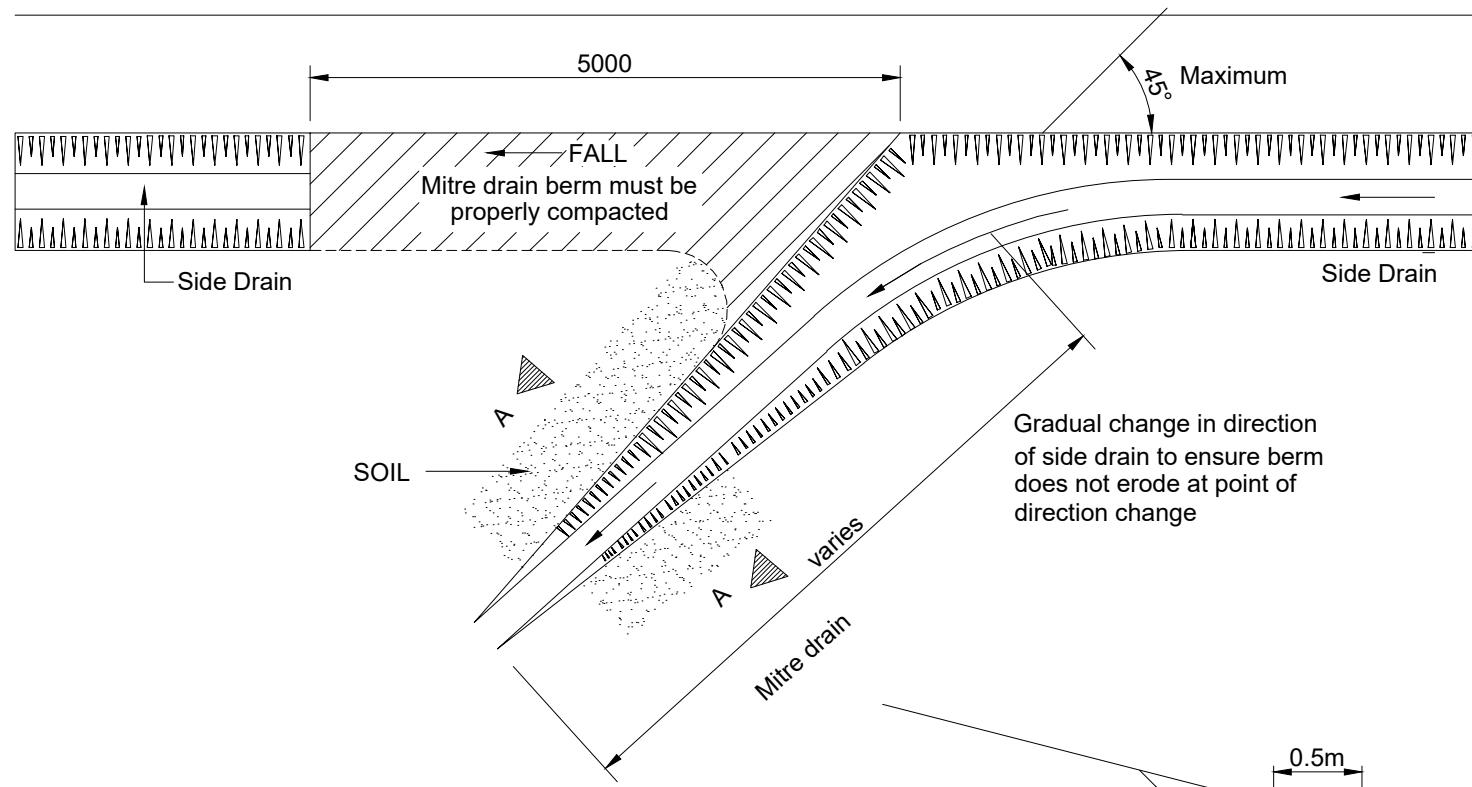 5000
45°
Maximum
FALL
Mitre drain berm must be
properly compacted
Side Drain
Side Drain
A
SOIL
Gradual change in direction
of side drain to ensure berm
does not erode at point of
direction change
varies
A
Mitre drain
0.5m